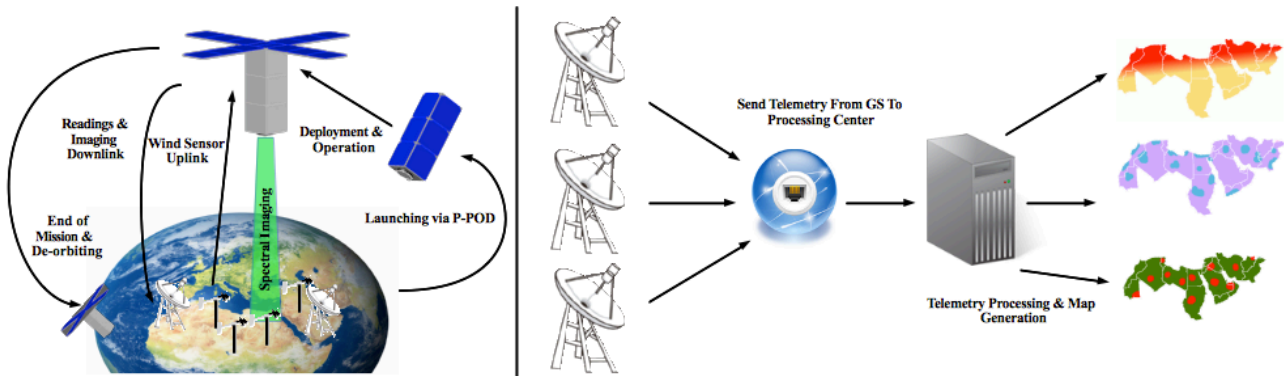 Readings &
Imaging
Downlink
Wind Sensor
Uplink
Deployment &
Operation
Launching via P-POD
Spectral Imaging
End of
Mission &
De-orbiting
Send Telemetry From GS To
Processing Center
Telemetry Processing & Map
Generation